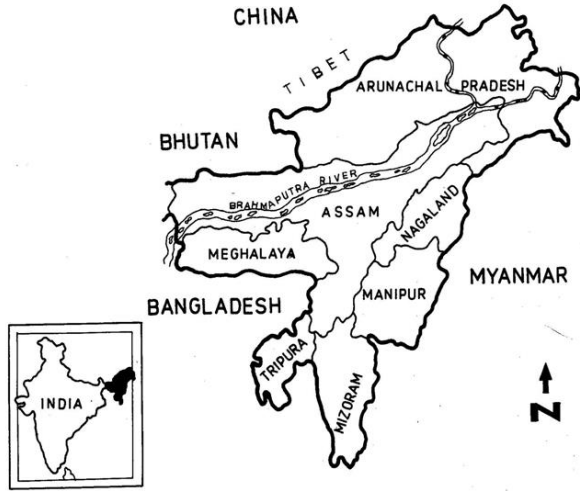 CHINA
TIBET
ARUNACHAL PRADESH
BHUTAN
BRAHMAPUTRA RIVER
ASSAM
NAGALAND
MEGHALAYA
MYANMAR
BANGLADESH
MANIPUR
TRIPURA
MIZORAM
INDIA
N